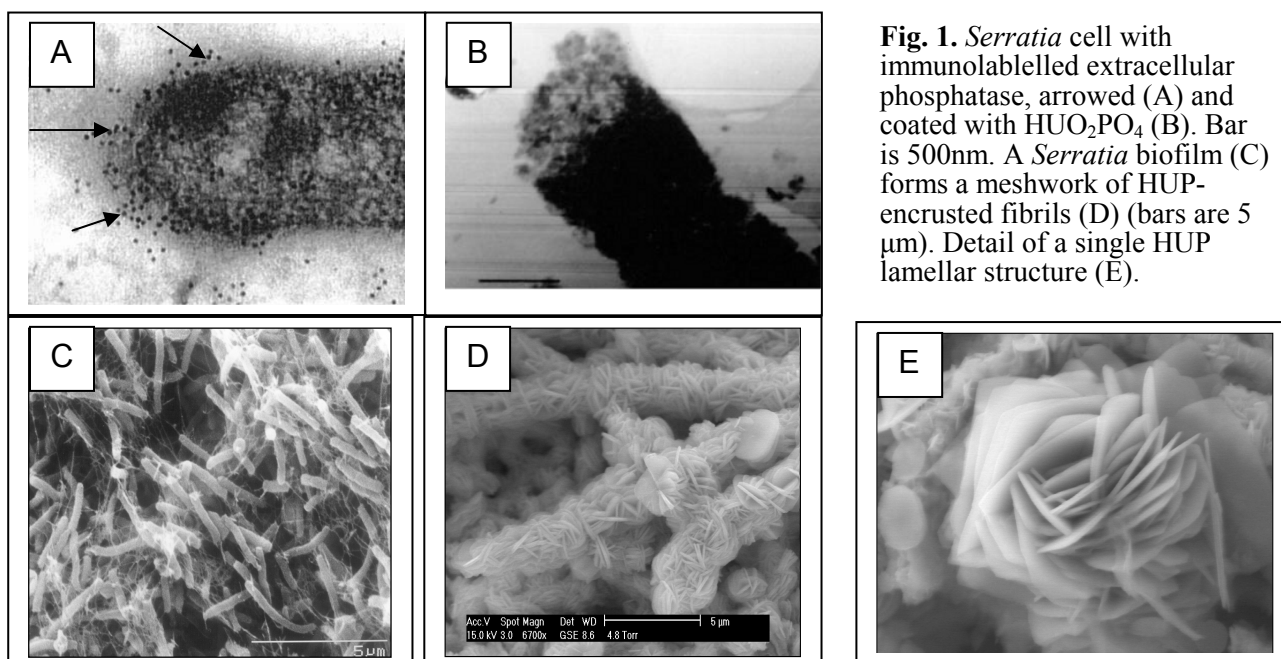 A
B
Fig. 1. Serratia cell with
immunolablelled extracellular
phosphatase, arrowed (A) and
coated with HUO₂PO₄ (B). Bar
is 500nm. A Serratia biofilm (C)
forms a meshwork of HUP-
encrusted fibrils (D) (bars are 5
μm). Detail of a single HUP
lamellar structure (E).
C
D
E
5μm
Acc.V Spot Magn Det WD 5 μm
15.0 kV 3.0 6700x GSE 8.6 4.8 Torr